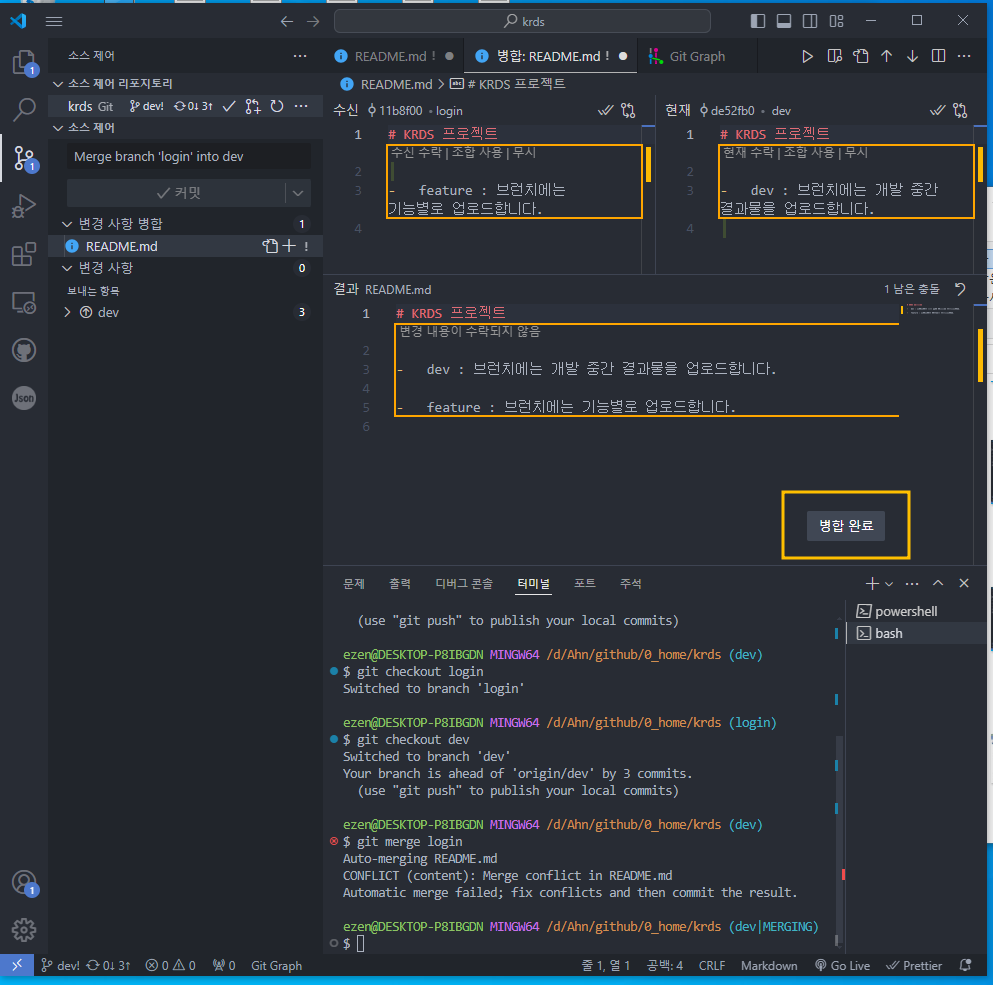 krds
소스 제어
README.md !
병합: README.md !
Git Graph
1
소스 제어 리포지토리
README.md > # KRDS 프로젝트
krds Git
dev!
0↓ 3↑
수신
11b8f00 • login
현재
de52fb0 • dev
소스 제어
Merge branch 'login' into dev
커밋
변경 사항 병합
1
README.md
!
변경 사항
0
보내는 항목
dev
3
1
Json
1
1 # KRDS 프로젝트
수신 수락 | 조합 사용 | 무시
2
3 - feature : 브런치에는
기능별로 업로드합니다.
4
1 # KRDS 프로젝트
현재 수락 | 조합 사용 | 무시
2
3 - dev : 브런치에는 개발 중간
결과물을 업로드합니다.
4
결과 README.md
1 남은 충돌
1 # KRDS 프로젝트
변경 내용이 수락되지 않음
2
3 - dev : 브런치에는 개발 중간 결과물을 업로드합니다.
4
5 - feature : 브런치에는 기능별로 업로드합니다.
6
병합 완료
문제 출력 디버그 콘솔 터미널 포트 주석
powershell
bash
(use "git push" to publish your local commits)
ezen@DESKTOP-P8IBGDN MINGW64 /d/Ahn/github/0_home/krds (dev)
$ git checkout login
Switched to branch 'login'
ezen@DESKTOP-P8IBGDN MINGW64 /d/Ahn/github/0_home/krds (login)
$ git checkout dev
Switched to branch 'dev'
Your branch is ahead of 'origin/dev' by 3 commits.
(use "git push" to publish your local commits)
ezen@DESKTOP-P8IBGDN MINGW64 /d/Ahn/github/0_home/krds (dev)
$ git merge login
Auto-merging README.md
CONFLICT (content): Merge conflict in README.md
Automatic merge failed; fix conflicts and then commit the result.
ezen@DESKTOP-P8IBGDN MINGW64 /d/Ahn/github/0_home/krds (dev|MERGING)
$
dev! 0↓ 3↑ 0 0 0 Git Graph
줄 1, 열 1 공백: 4 CRLF Markdown Go Live Prettier